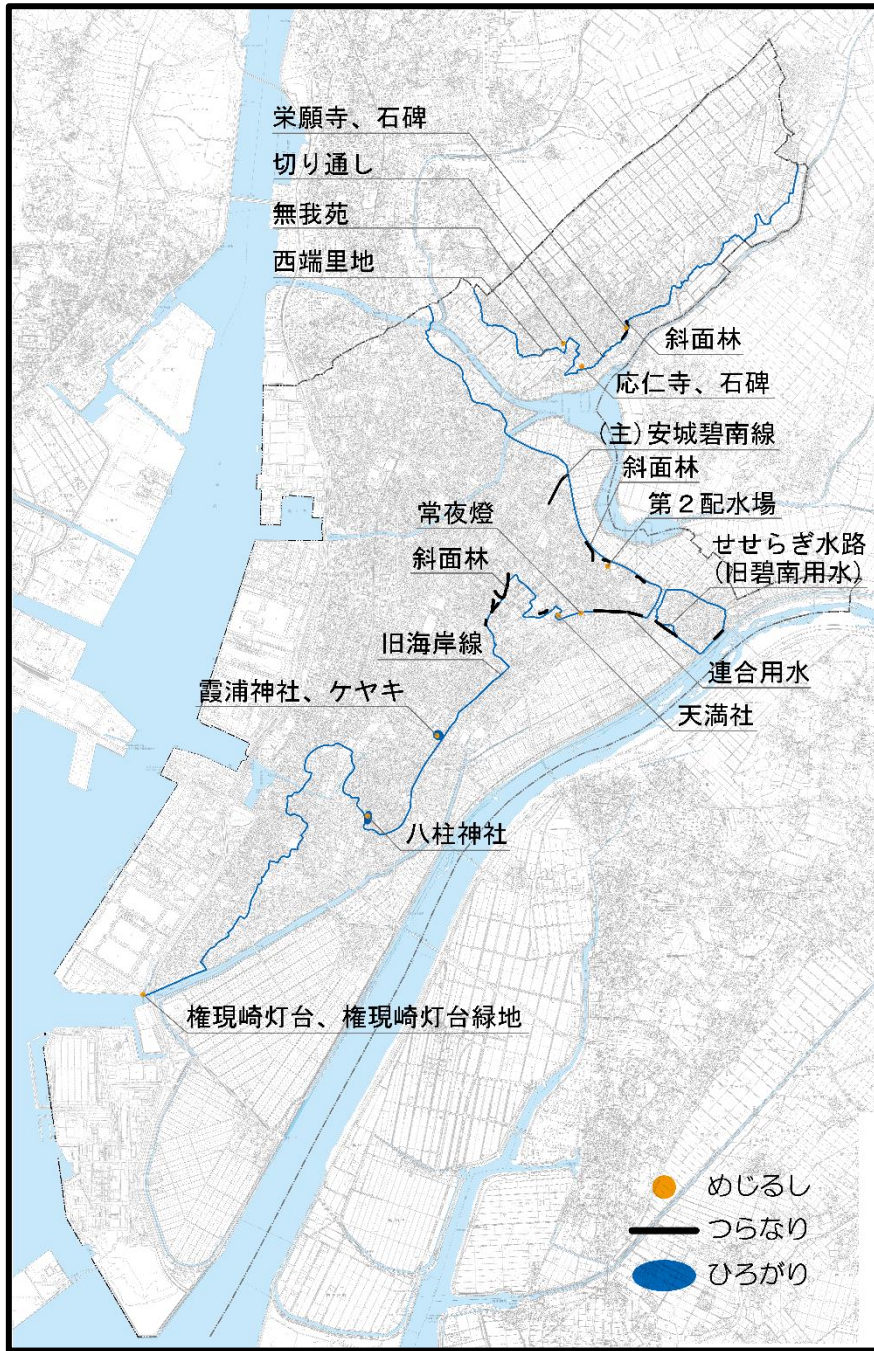 栄願寺、石碑
切り通し
無我苑
西端里地
斜面林
応仁寺、石碑
(主)安城碧南線
斜面林
第2配水場
常夜燈
せせらぎ水路
(旧碧南用水)
斜面林
旧海岸線
連合用水
霞浦神社、ケヤキ
天満社
八柱神社
権現崎灯台、権現崎灯台緑地
めじるし
つらなり
ひろがり